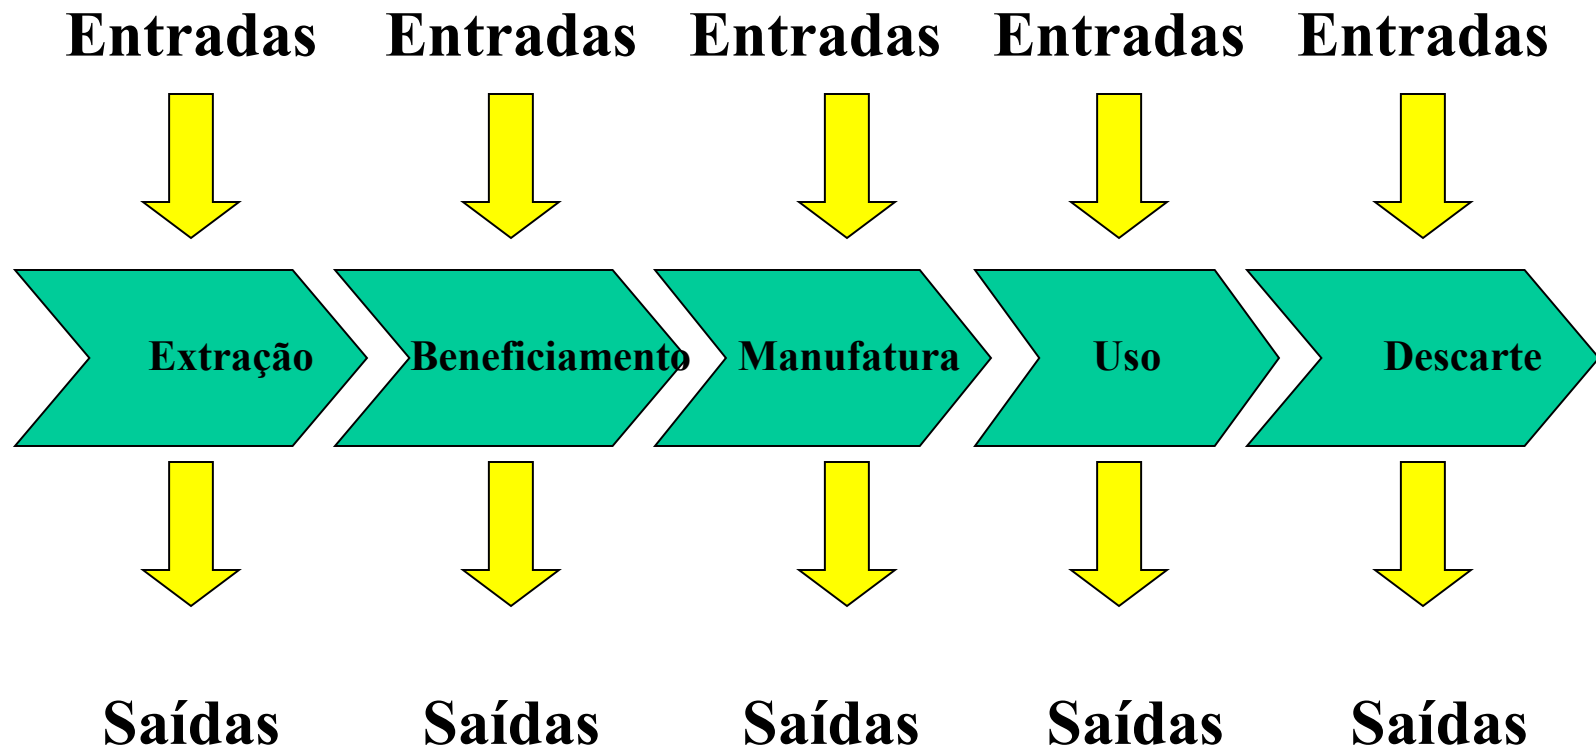 Entradas Entradas Entradas Entradas Entradas
Extração Beneficiamento Manufatura Uso Descarte
Saídas Saídas Saídas Saídas Saídas